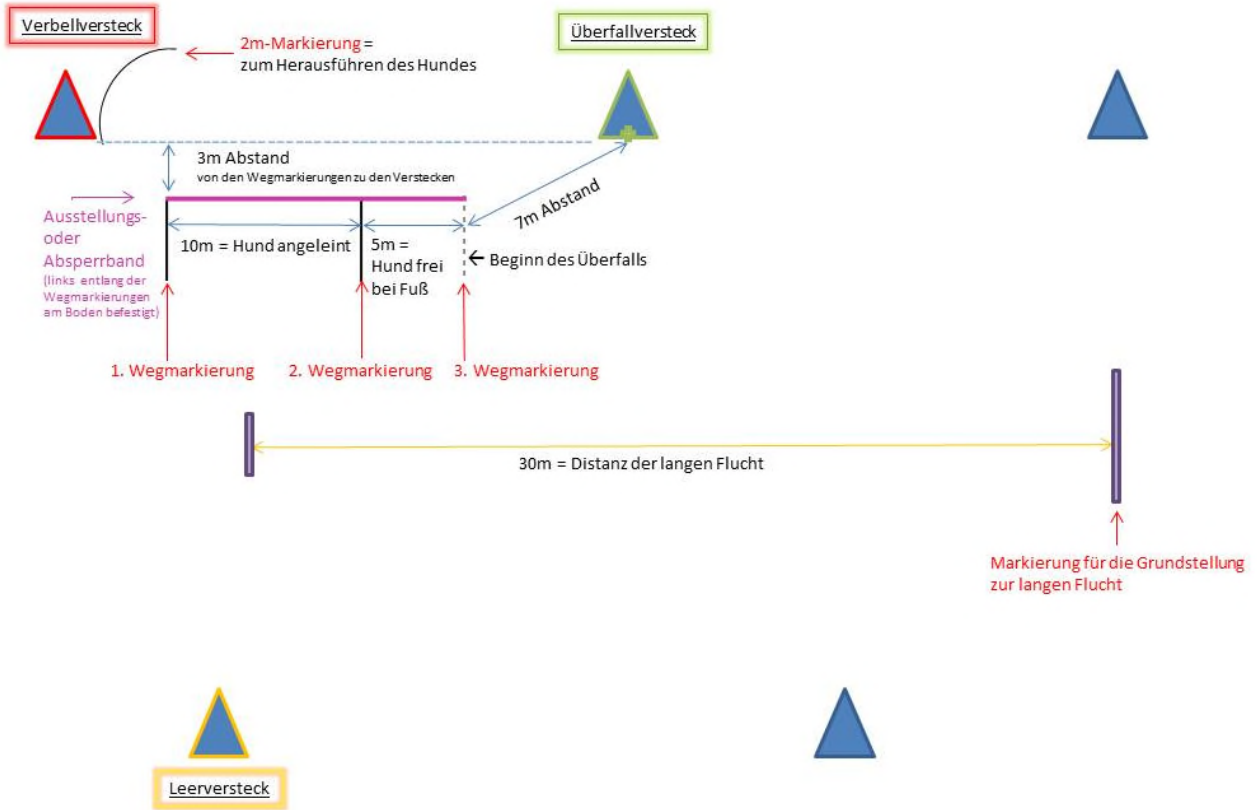 Verbellversteck
2m-Markierung =
zum Herausführen des Hundes
Überfallversteck
3m Abstand
von den Wegmarkierungen zu den Verstecken
7m Abstand
Ausstellungs-
oder
Absperrband
(links entlang der
Wegmarkierungen
am Boden befestigt)
10m = Hund angeleint
5m =
Hund frei
bei Fuß
← Beginn des Überfalls
1. Wegmarkierung
2. Wegmarkierung
3. Wegmarkierung
30m = Distanz der langen Flucht
Markierung für die Grundstellung
zur langen Flucht
Leerversteck